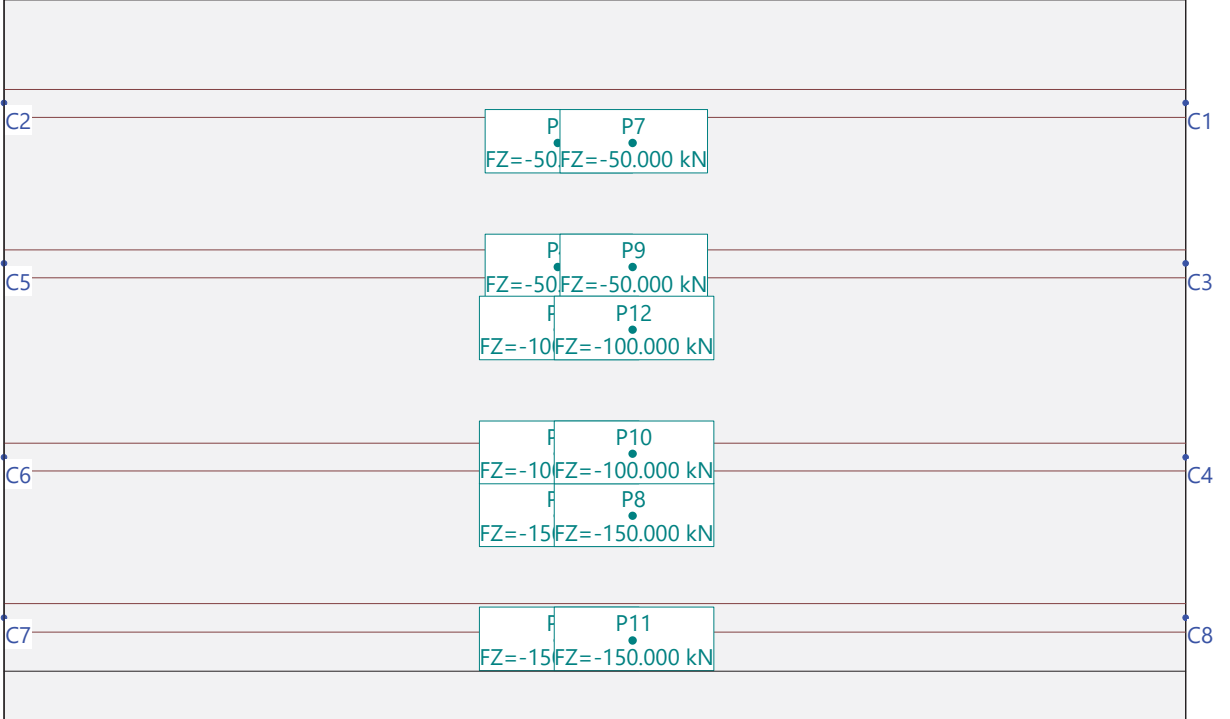 C2
C1
P
P7
FZ=-50.
FZ=-50.000 kN
P
P9
FZ=-50.
FZ=-50.000 kN
C5
C3
P12
FZ=-10
FZ=-100.000 kN
P10
FZ=-10
FZ=-100.000 kN
C6
C4
P8
FZ=-15
FZ=-150.000 kN
P11
C7
C8
FZ=-15
FZ=-150.000 kN